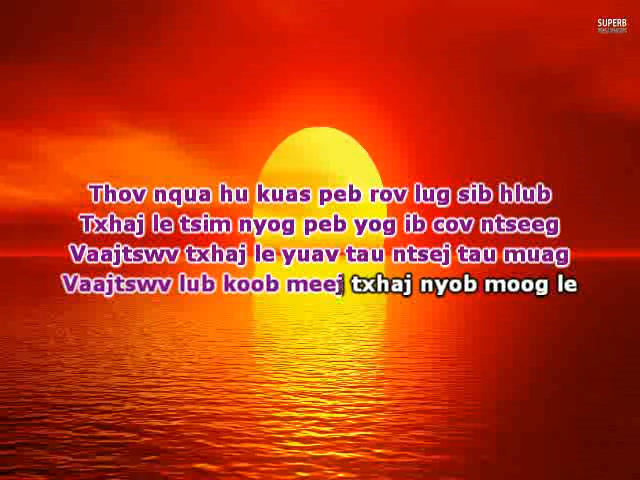 SUPERB
Thov nqua hu kuas peb rov lug sib hlub
Txhaj le tsim nyog peb yog ib cov ntseeg
Vaajtswv txhaj le yuav tau ntsej tau muag
Vaajtswv lub koob meej txhaj nyob moog le